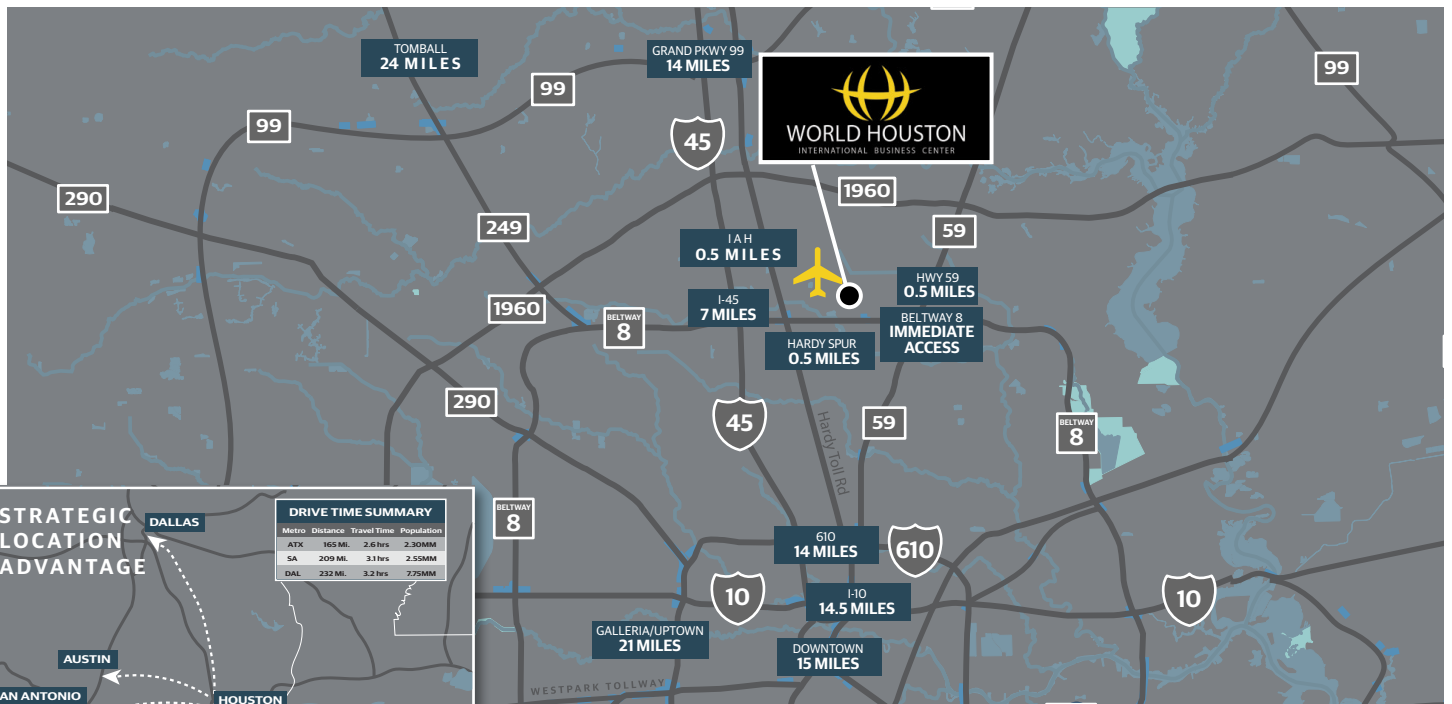 TOMBALL
24 MILES
GRAND PKWY 99
14 MILES
WORLD HOUSTON
INTERNATIONAL BUSINESS CENTER
99
99
99
45
290
1960
249
59
IAH
0.5 MILES
HWY 59
0.5 MILES
I-45
7 MILES
1960
BELTWAY
8
BELTWAY 8
IMMEDIATE
ACCESS
HARDY SPUR
0.5 MILES
290
45
59
Hardy Toll Rd
BELTWAY
8
BELTWAY
8
STRATEGIC
LOCATION
ADVANTAGE
DALLAS
DRIVE TIME SUMMARY
Metro Distance Travel Time Population
ATX 165 Mi. 2.6 hrs 2.30MM
SA 209 Mi. 3.1 hrs 2.55MM
DAL 232 Mi. 3.2 hrs 7.75MM
AUSTIN
AN ANTONIO
HOUSTON
610
14 MILES
610
10
I-10
14.5 MILES
10
GALLERIA/UPTOWN
21 MILES
DOWNTOWN
15 MILES
WESTPARK TOLLWAY